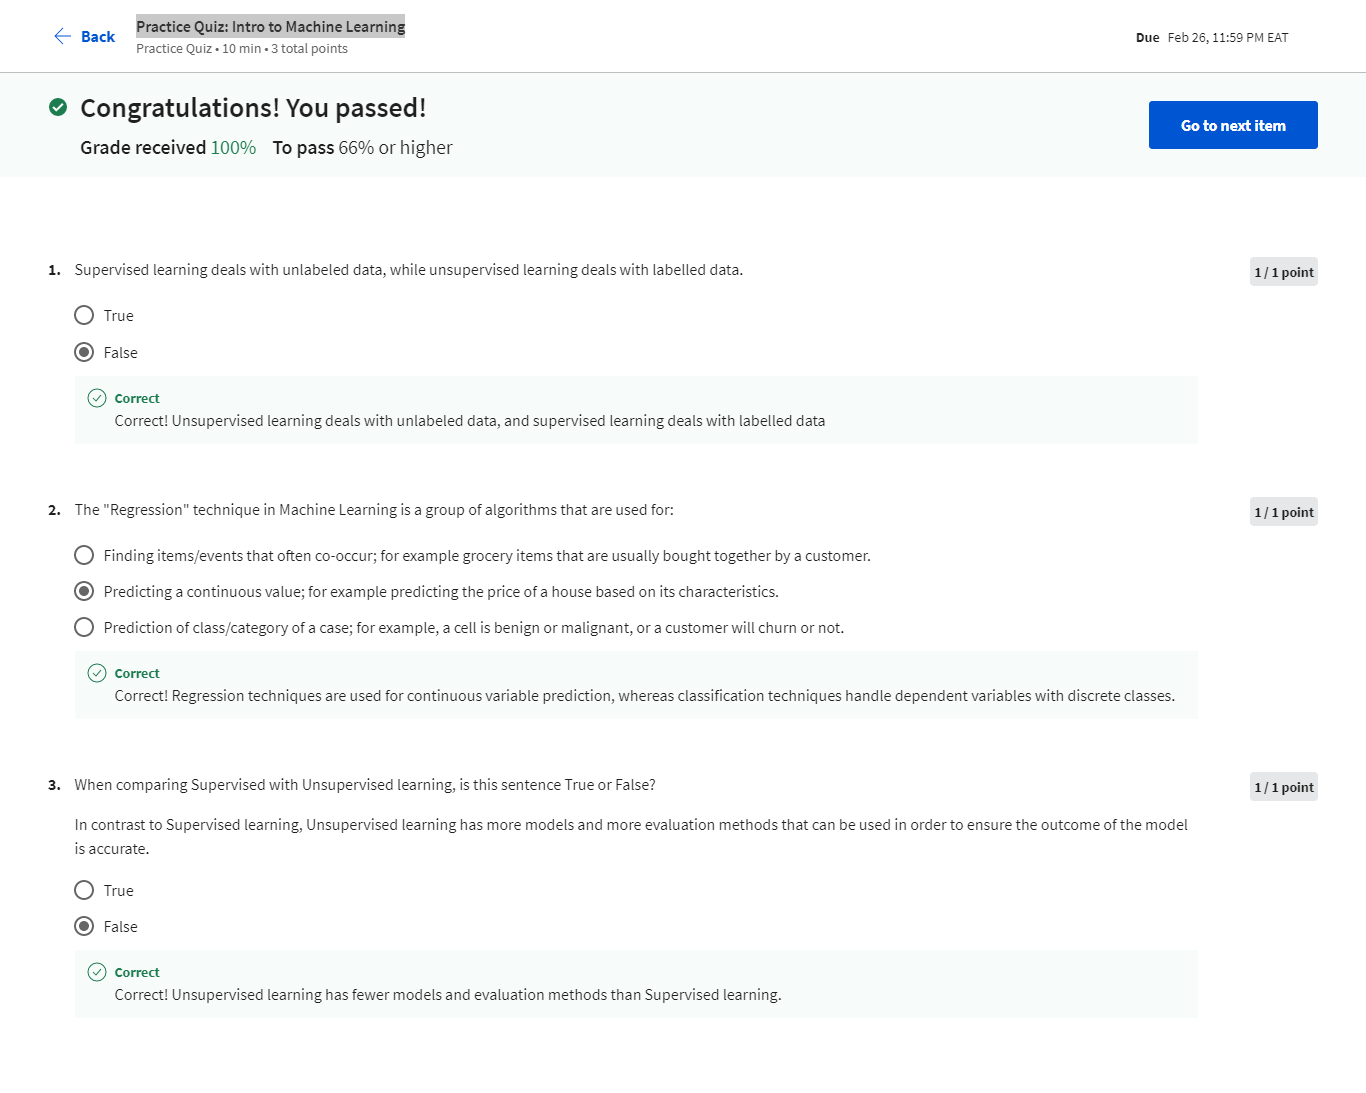 Back
Practice Quiz: Intro to Machine Learning
Practice Quiz • 10 min • 3 total points
Due Feb 26, 11:59 PM EAT
Congratulations! You passed!
Grade received 100% To pass 66% or higher
Go to next item
1. Supervised learning deals with unlabeled data, while unsupervised learning deals with labelled data.
1 / 1 point
True
False
Correct
Correct! Unsupervised learning deals with unlabeled data, and supervised learning deals with labelled data
2. The "Regression" technique in Machine Learning is a group of algorithms that are used for:
1 / 1 point
Finding items/events that often co-occur; for example grocery items that are usually bought together by a customer.
Predicting a continuous value; for example predicting the price of a house based on its characteristics.
Prediction of class/category of a case; for example, a cell is benign or malignant, or a customer will churn or not.
Correct
Correct! Regression techniques are used for continuous variable prediction, whereas classification techniques handle dependent variables with discrete classes.
3. When comparing Supervised with Unsupervised learning, is this sentence True or False?
1 / 1 point
In contrast to Supervised learning, Unsupervised learning has more models and more evaluation methods that can be used in order to ensure the outcome of the model
is accurate.
True
False
Correct
Correct! Unsupervised learning has fewer models and evaluation methods than Supervised learning.